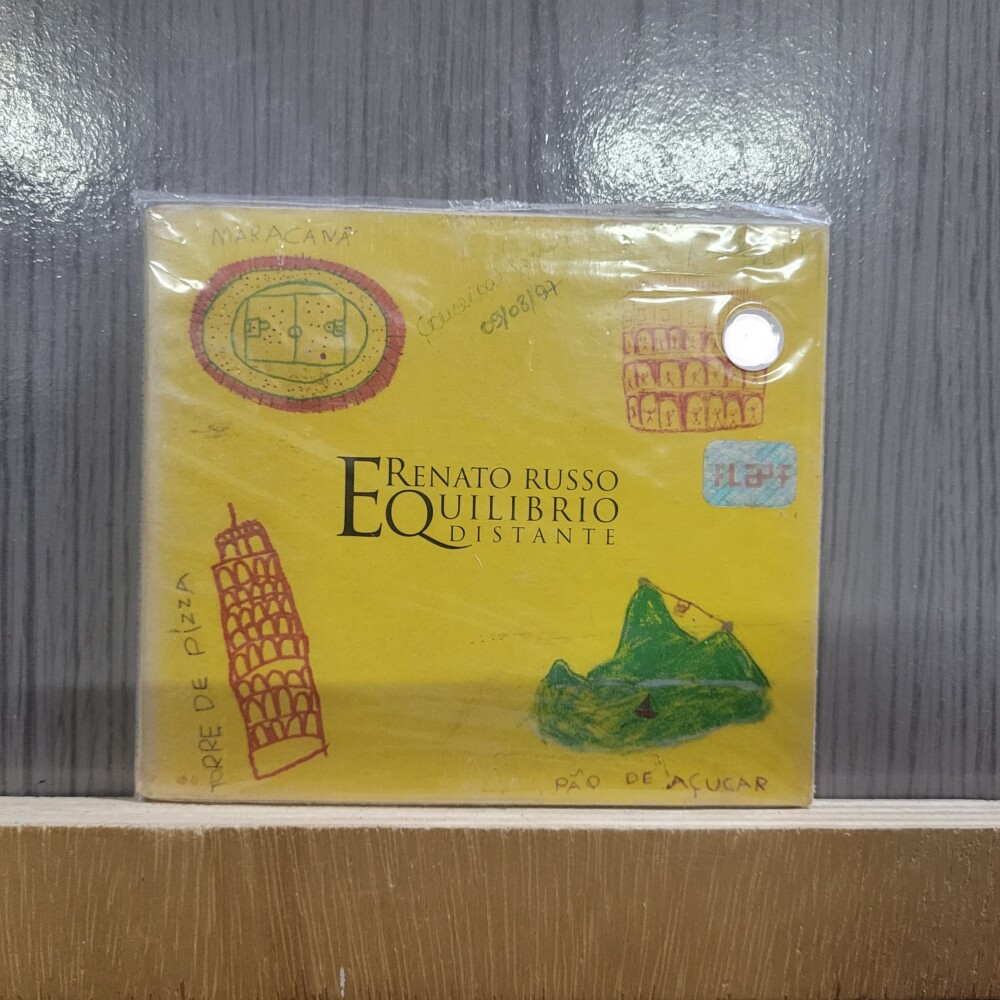 MARACANÃ
05/08/97
RENATO RUSSO
EQUILIBRIO
DISTANTE
TORRE DE PIZZA
PÃO DE AÇUCAR